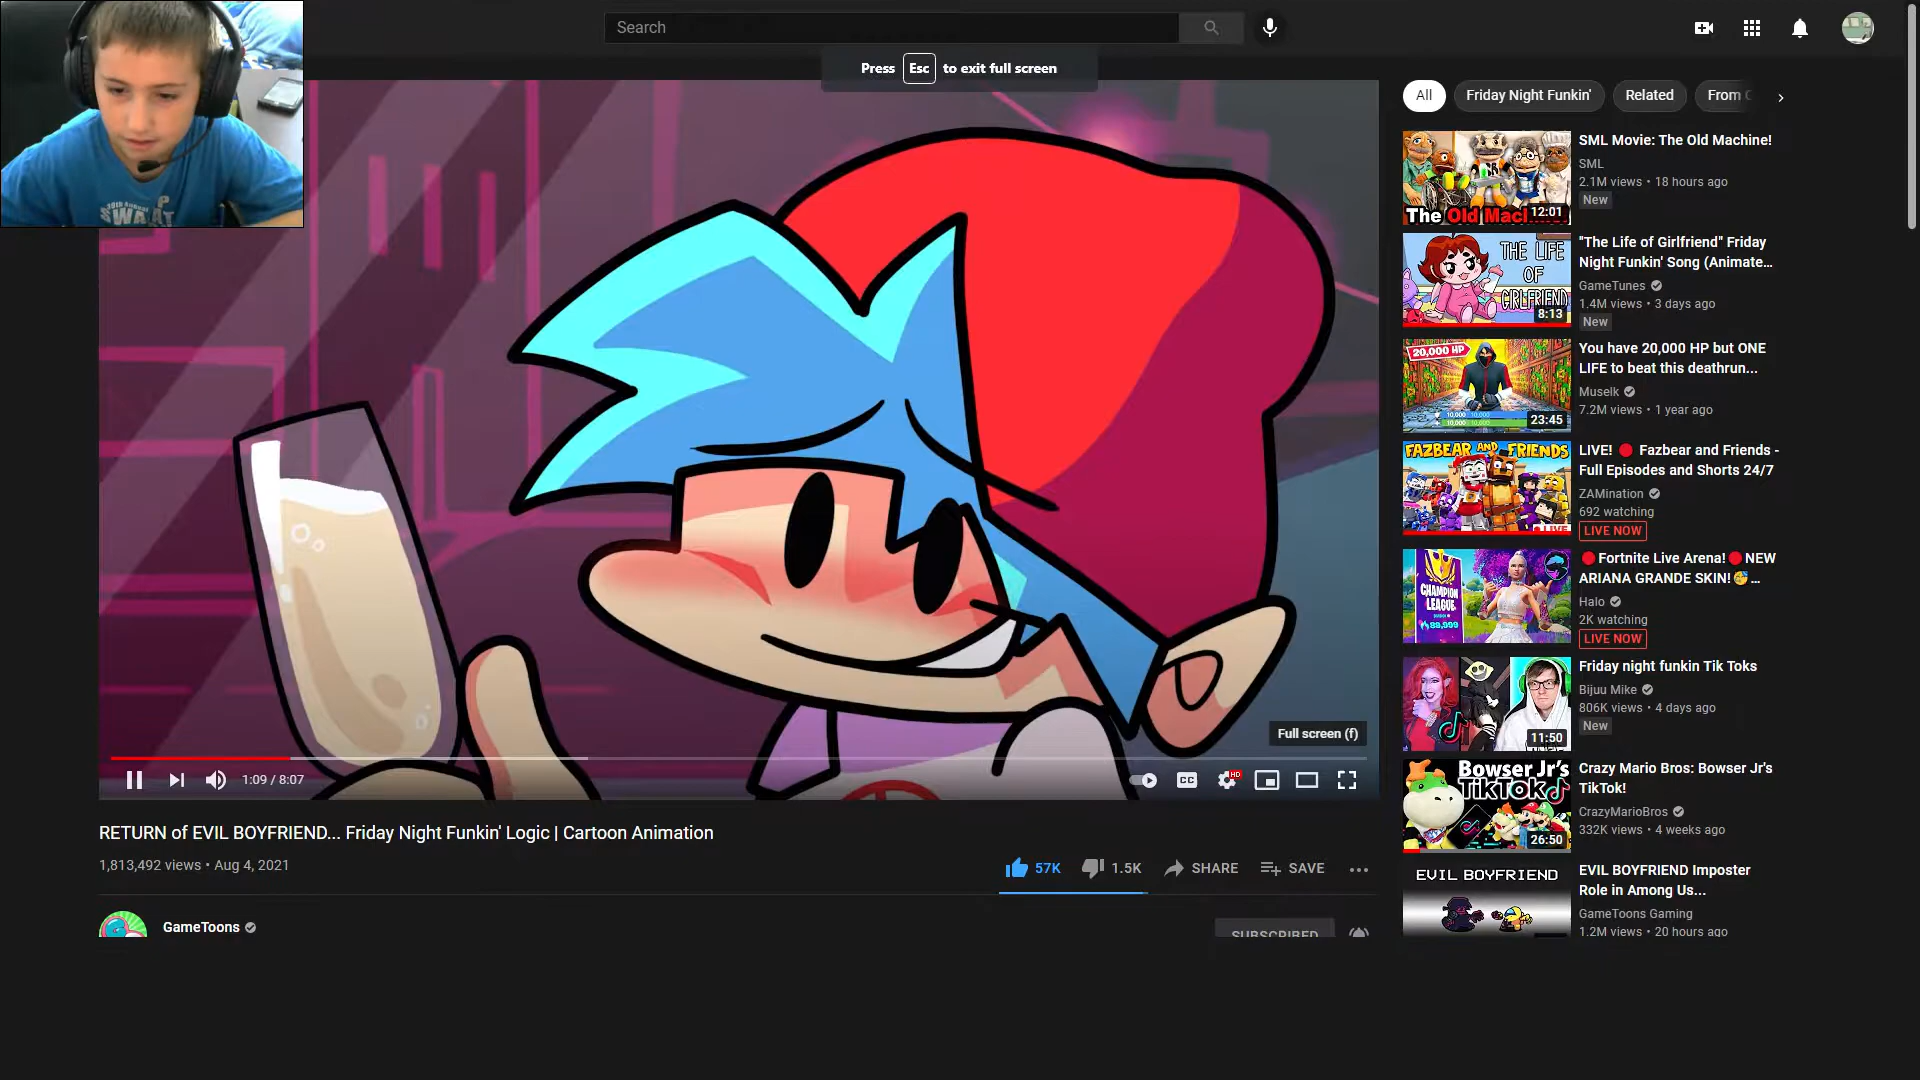 Search
Press Esc to exit full screen
All
Friday Night Funkin'
Related
From
SWAT
Full screen (f)
1:09 / 8:07
CC
HD
RETURN of EVIL BOYFRIEND... Friday Night Funkin' Logic | Cartoon Animation
1,813,492 views • Aug 4, 2021
57K
1.5K
SHARE
SAVE
GameToons
SUBSCRIBED
The Old Mac
12:01
SML Movie: The Old Machine!
SML
2.1M views • 18 hours ago
New
THE LIFE
OF
GIRLFRIEND
8:13
"The Life of Girlfriend" Friday
Night Funkin' Song (Animate...
GameTunes
1.4M views • 3 days ago
New
20,000 HP
23:45
You have 20,000 HP but ONE
LIFE to beat this deathrun...
Muselk
7.2M views • 1 year ago
FAZBEAR AND FRIENDS
LIVE
LIVE! Fazbear and Friends -
Full Episodes and Shorts 24/7
ZAMination
692 watching
LIVE NOW
CHAMPION
LEAGUE
89,999
Fortnite Live Arena! NEW
ARIANA GRANDE SKIN! ...
Halo
2K watching
LIVE NOW
11:50
Friday night funkin Tik Toks
Bijuu Mike
806K views • 4 days ago
New
Bowser Jr's
TikTok
26:50
Crazy Mario Bros: Bowser Jr's
TikTok!
CrazyMarioBros
332K views • 4 weeks ago
EVIL BOYFRIEND
EVIL BOYFRIEND Imposter
Role in Among Us...
GameToons Gaming
1.2M views • 20 hours ago